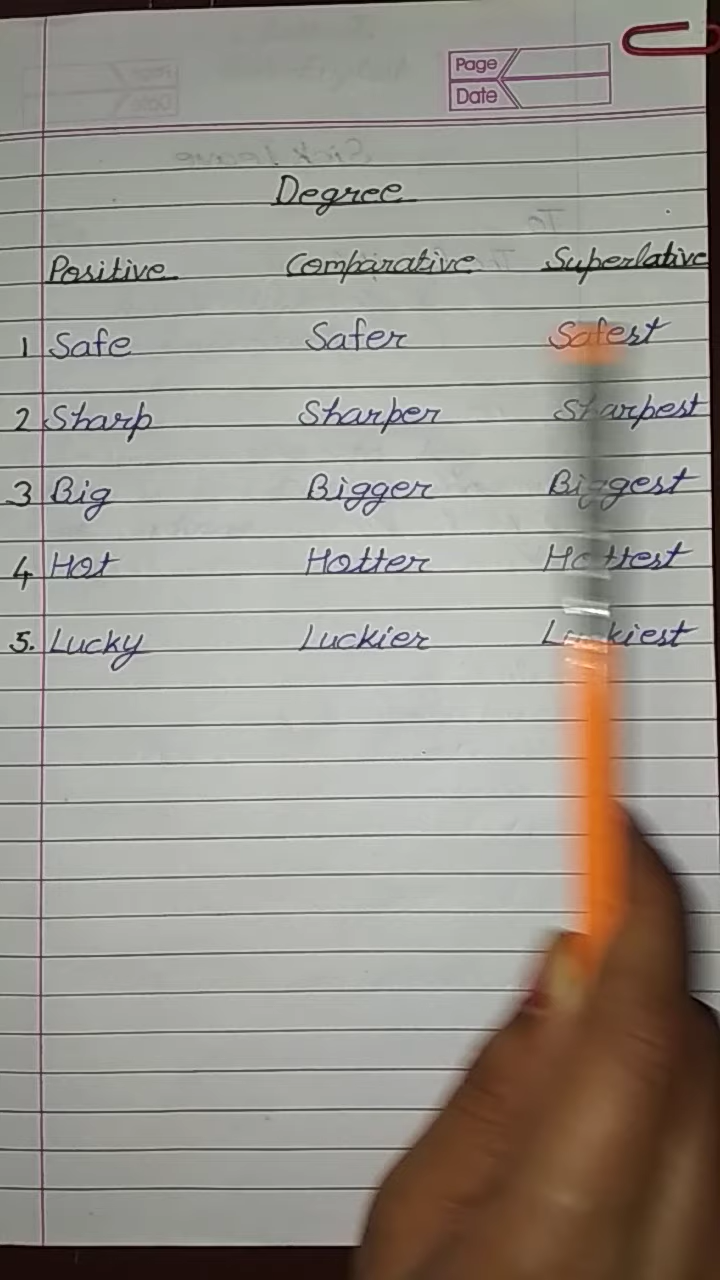 Page
Date
Degree
Positive Comparative Superlative
1 Safe Safer Safest
2 Sharp Sharper Sharpest
3 Big Bigger Biggest
4 Hot Hotter Hottest
5. Lucky Luckier Luckiest